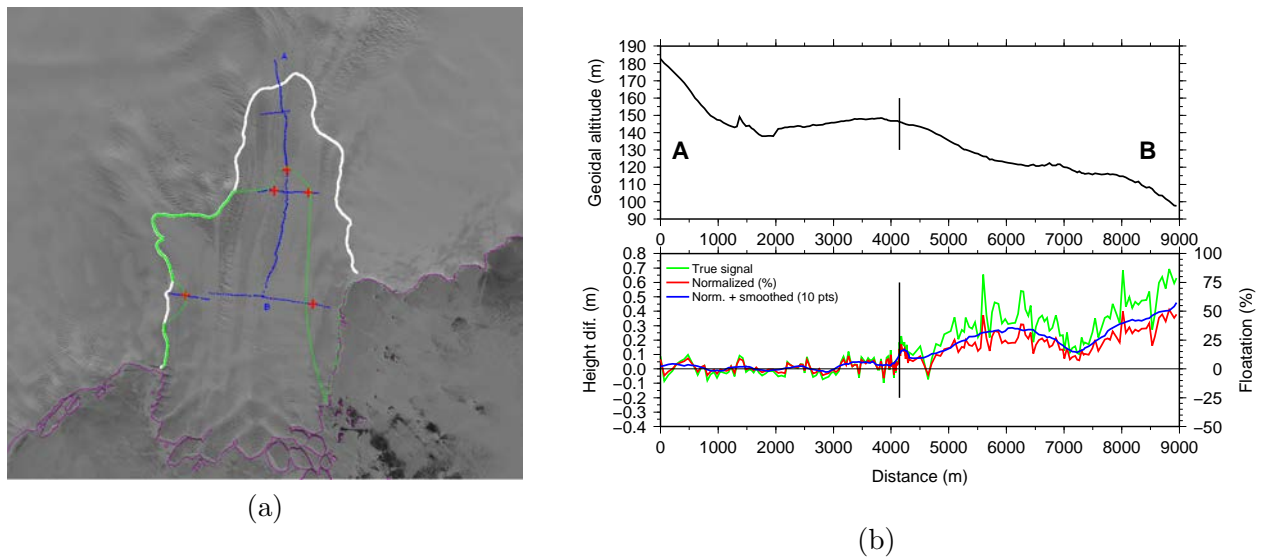 A
B
(a)
Geoidal altitude (m)
190
180
170
160
150
140
130
120
110
100
90
A
B
0 1000 2000 3000 4000 5000 6000 7000 8000 9000
Height dif. (m)
0.8
0.7
0.6
0.5
0.4
0.3
0.2
0.1
0.0
-0.1
-0.2
-0.3
-0.4
True signal
Normalized (%)
Norm. + smoothed (10 pts)
100
75
50
25
0
-25
-50
Floatation (%)
0 1000 2000 3000 4000 5000 6000 7000 8000 9000
Distance (m)
(b)